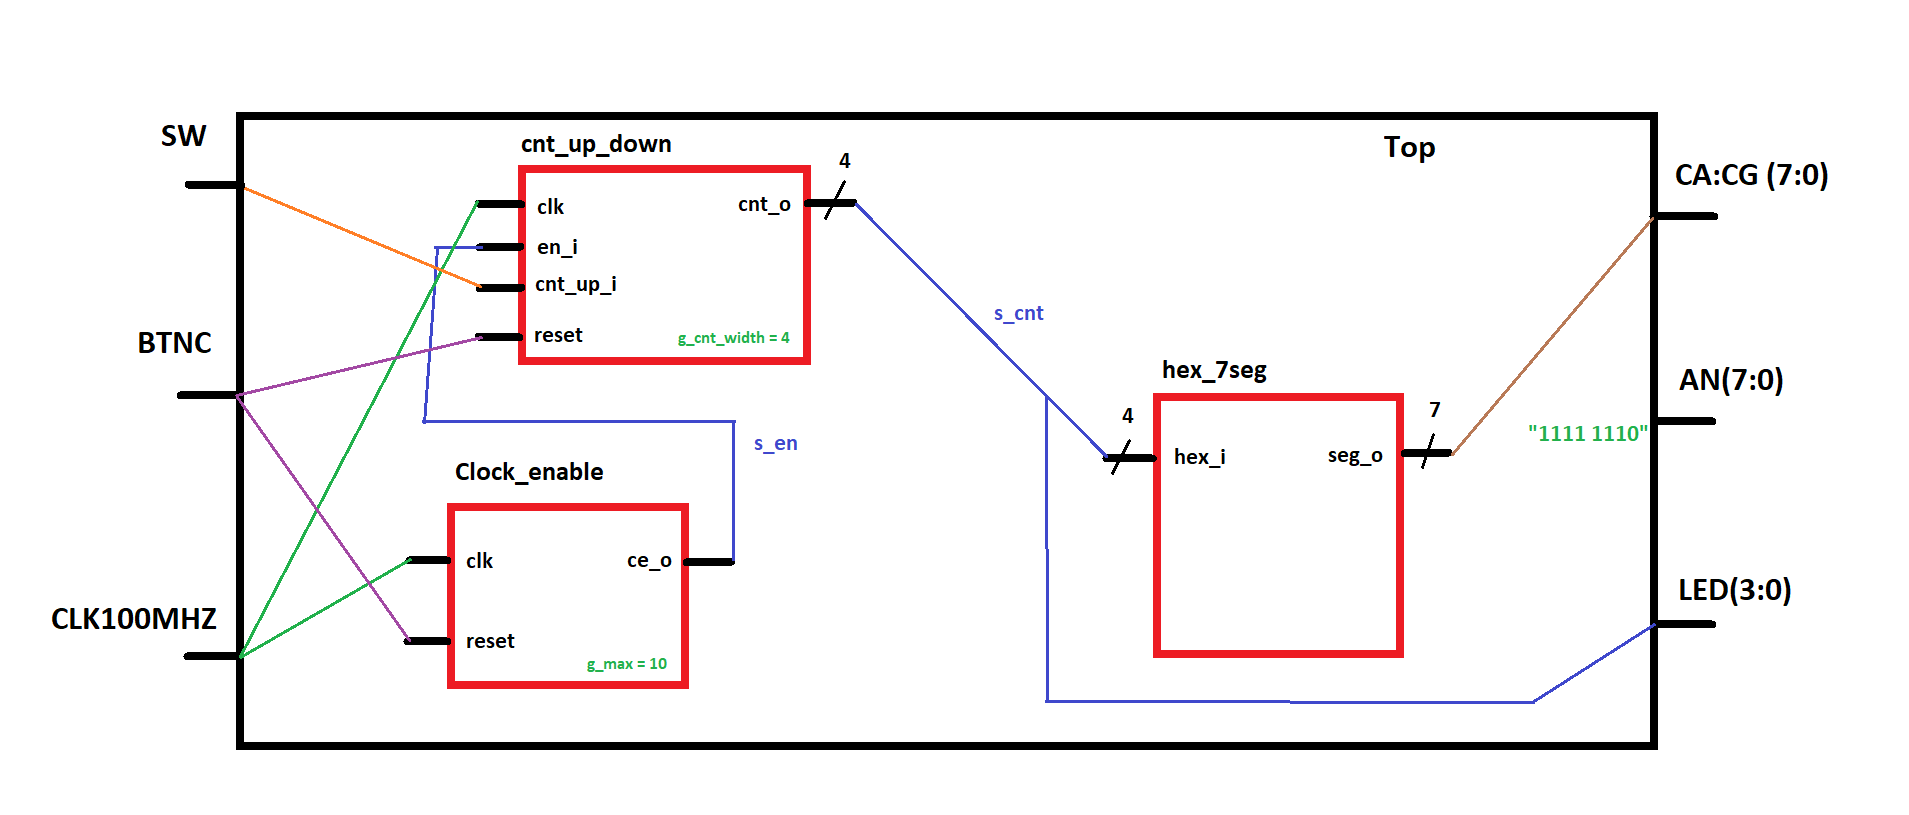 SW
BTNC
CLK100MHZ
Top
cnt_up_down
clk
en_i
cnt_up_i
reset
cnt_o
g_cnt_width = 4
4
s_en
Clock_enable
clk
reset
ce_o
g_max = 10
s_cnt
hex_7seg
4
hex_i
seg_o
7
CA:CG (7:0)
AN(7:0)
"1111 1110"
LED(3:0)